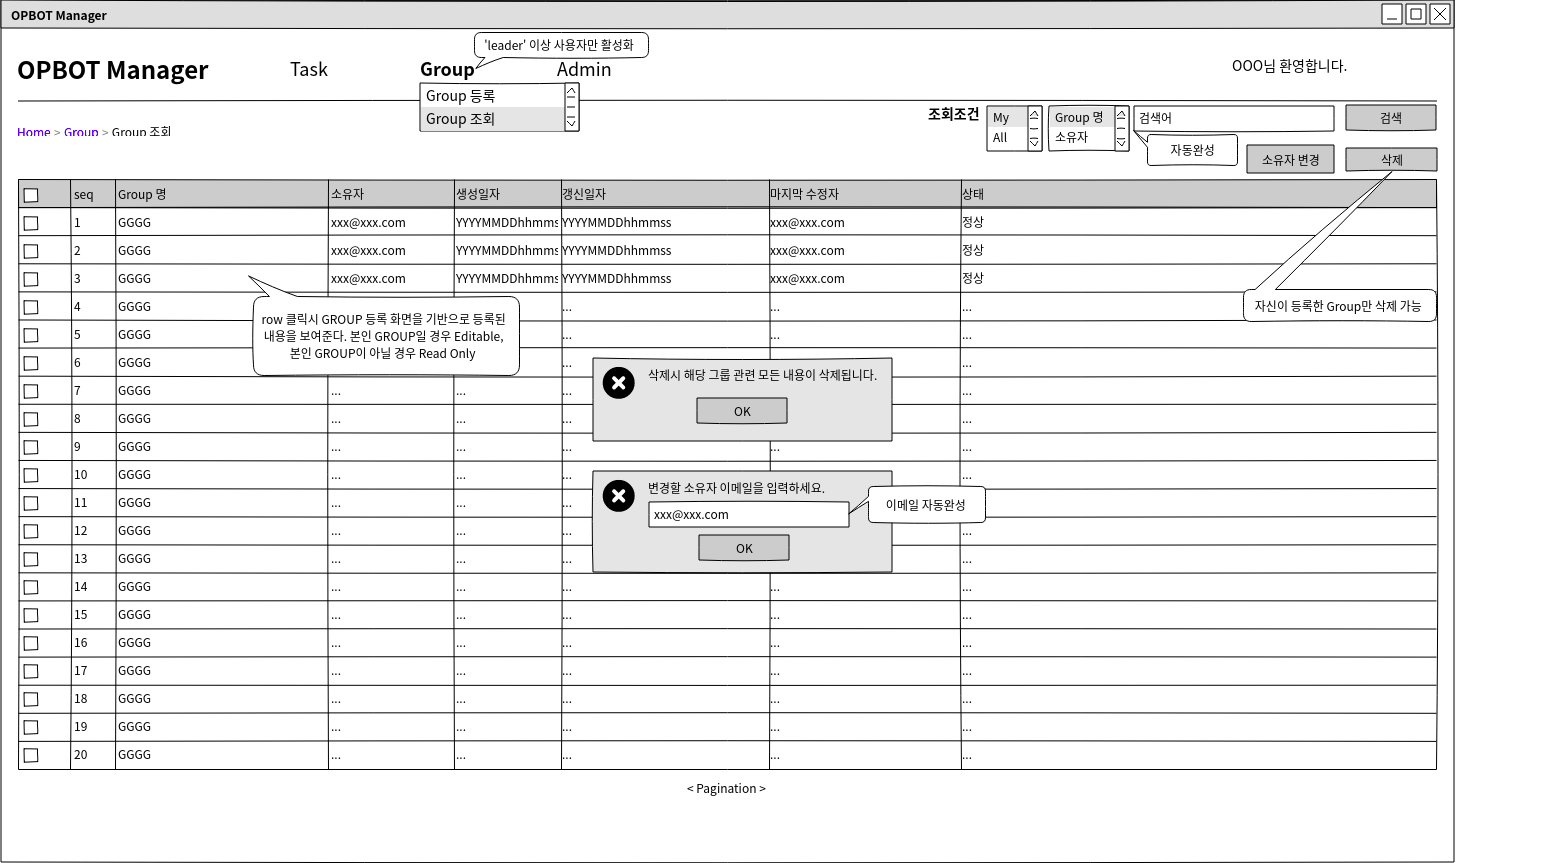 OPBOT Manager
'leader' 이상 사용자만 활성화
OPBOT Manager
Task
Group
Admin
OOO님 환영합니다.
Group 등록
Group 조회
Home > Group > Group 조회
조회조건
My
All
Group 명
소유자
검색어
검색
자동완성
소유자 변경
삭제
seq Group 명 소유자 생성일자 갱신일자 마지막 수정자 상태
1 GGGG xxx@xxx.com YYYYMMDDhhmms YYYYMMDDhhmmss xxx@xxx.com 정상
2 GGGG xxx@xxx.com YYYYMMDDhhmms YYYYMMDDhhmmss xxx@xxx.com 정상
3 GGGG xxx@xxx.com YYYYMMDDhhmms YYYYMMDDhhmmss xxx@xxx.com 정상
4 GGGG ... ... ...
자신이 등록한 Group만 삭제 가능
row 클릭시 GROUP 등록 화면을 기반으로 등록된
내용을 보여준다. 본인 GROUP일 경우 Editable,
본인 GROUP이 아닐 경우 Read Only
5 GGGG ... ... ...
6 GGGG ... ...
삭제시 해당 그룹 관련 모든 내용이 삭제됩니다.
OK
7 GGGG ... ... ... ...
8 GGGG ... ... ... ...
9 GGGG ... ... ... ... ...
10 GGGG ... ... ... ...
변경할 소유자 이메일을 입력하세요.
xxx@xxx.com
이메일 자동완성
OK
11 GGGG ... ... ...
12 GGGG ... ... ... ...
13 GGGG ... ... ... ...
14 GGGG ... ... ... ... ...
15 GGGG ... ... ... ... ...
16 GGGG ... ... ... ... ...
17 GGGG ... ... ... ... ...
18 GGGG ... ... ... ... ...
19 GGGG ... ... ... ... ...
20 GGGG ... ... ... ... ...
< Pagination >